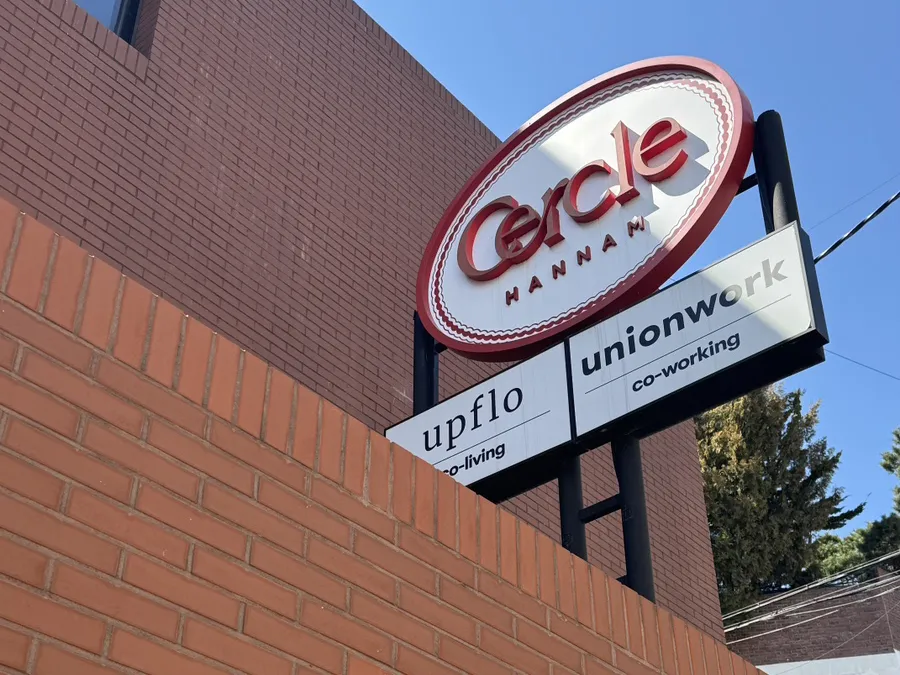 Cercle
HANNAM
upflo
co-living
unionwork
co-working